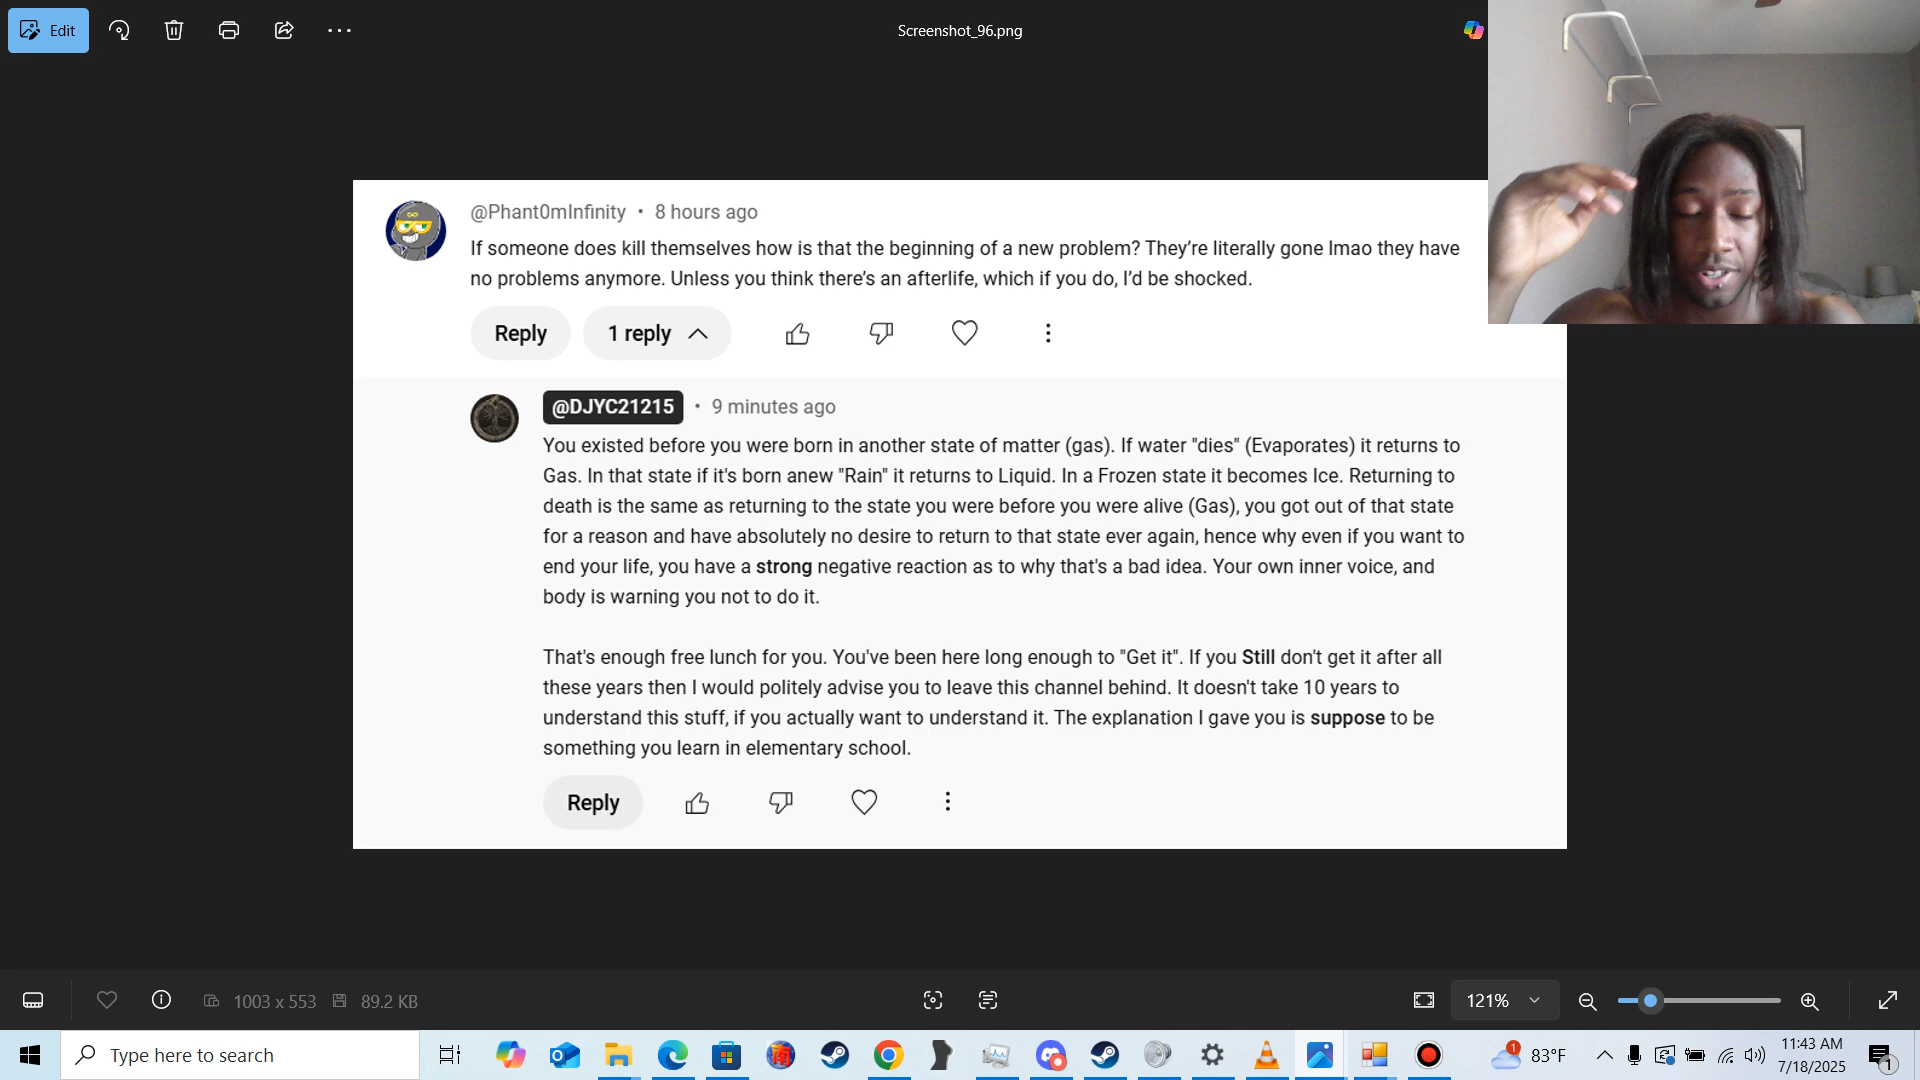 Edit
Screenshot_96.png
@Phant0mInfinity • 8 hours ago
If someone does kill themselves how is that the beginning of a new problem? They're literally gone lmao they have
no problems anymore. Unless you think there's an afterlife, which if you do, I'd be shocked.
Reply
1 reply
@DJYC21215 • 9 minutes ago
You existed before you were born in another state of matter (gas). If water "dies" (Evaporates) it returns to
Gas. In that state if it's born anew "Rain" it returns to Liquid. In a Frozen state it becomes Ice. Returning to
death is the same as returning to the state you were before you were alive (Gas), you got out of that state
for a reason and have absolutely no desire to return to that state ever again, hence why even if you want to
end your life, you have a strong negative reaction as to why that's a bad idea. Your own inner voice, and
body is warning you not to do it.
That's enough free lunch for you. You've been here long enough to "Get it". If you Still don't get it after all
these years then I would politely advise you to leave this channel behind. It doesn't take 10 years to
understand this stuff, if you actually want to understand it. The explanation I gave you is suppose to be
something you learn in elementary school.
Reply
1003 x 553
89.2 KB
121%
Type here to search
1
83°F
11:43 AM
7/18/2025
1